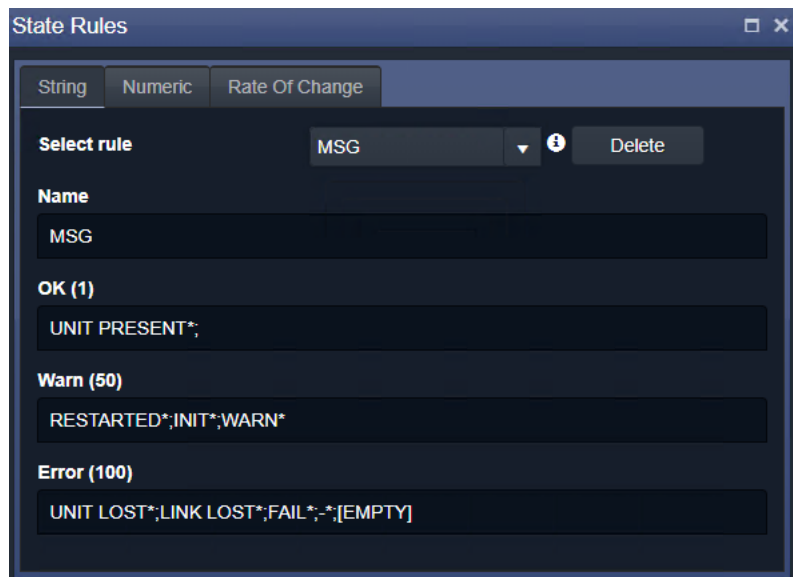 State Rules
String Numeric Rate Of Change
Select rule MSG Delete
Name
MSG
OK (1)
UNIT PRESENT*;
Warn (50)
RESTARTED*;INIT*;WARN*
Error (100)
UNIT LOST*;LINK LOST*;FAIL*;-*;[EMPTY]